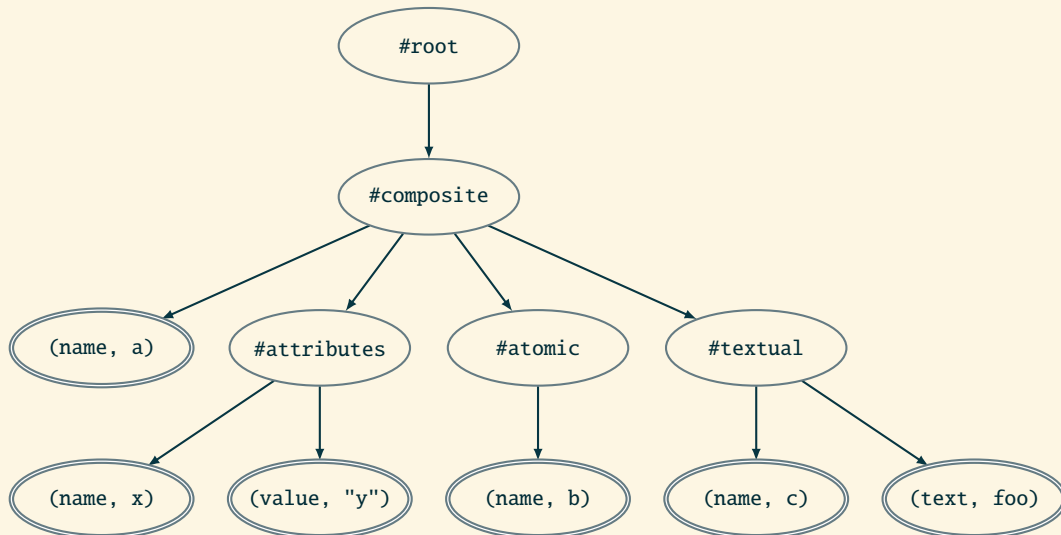 #root
#composite
(name, a)
#attributes
#atomic
#textual
(name, x)
(value, "y")
(name, b)
(name, c)
(text, foo)